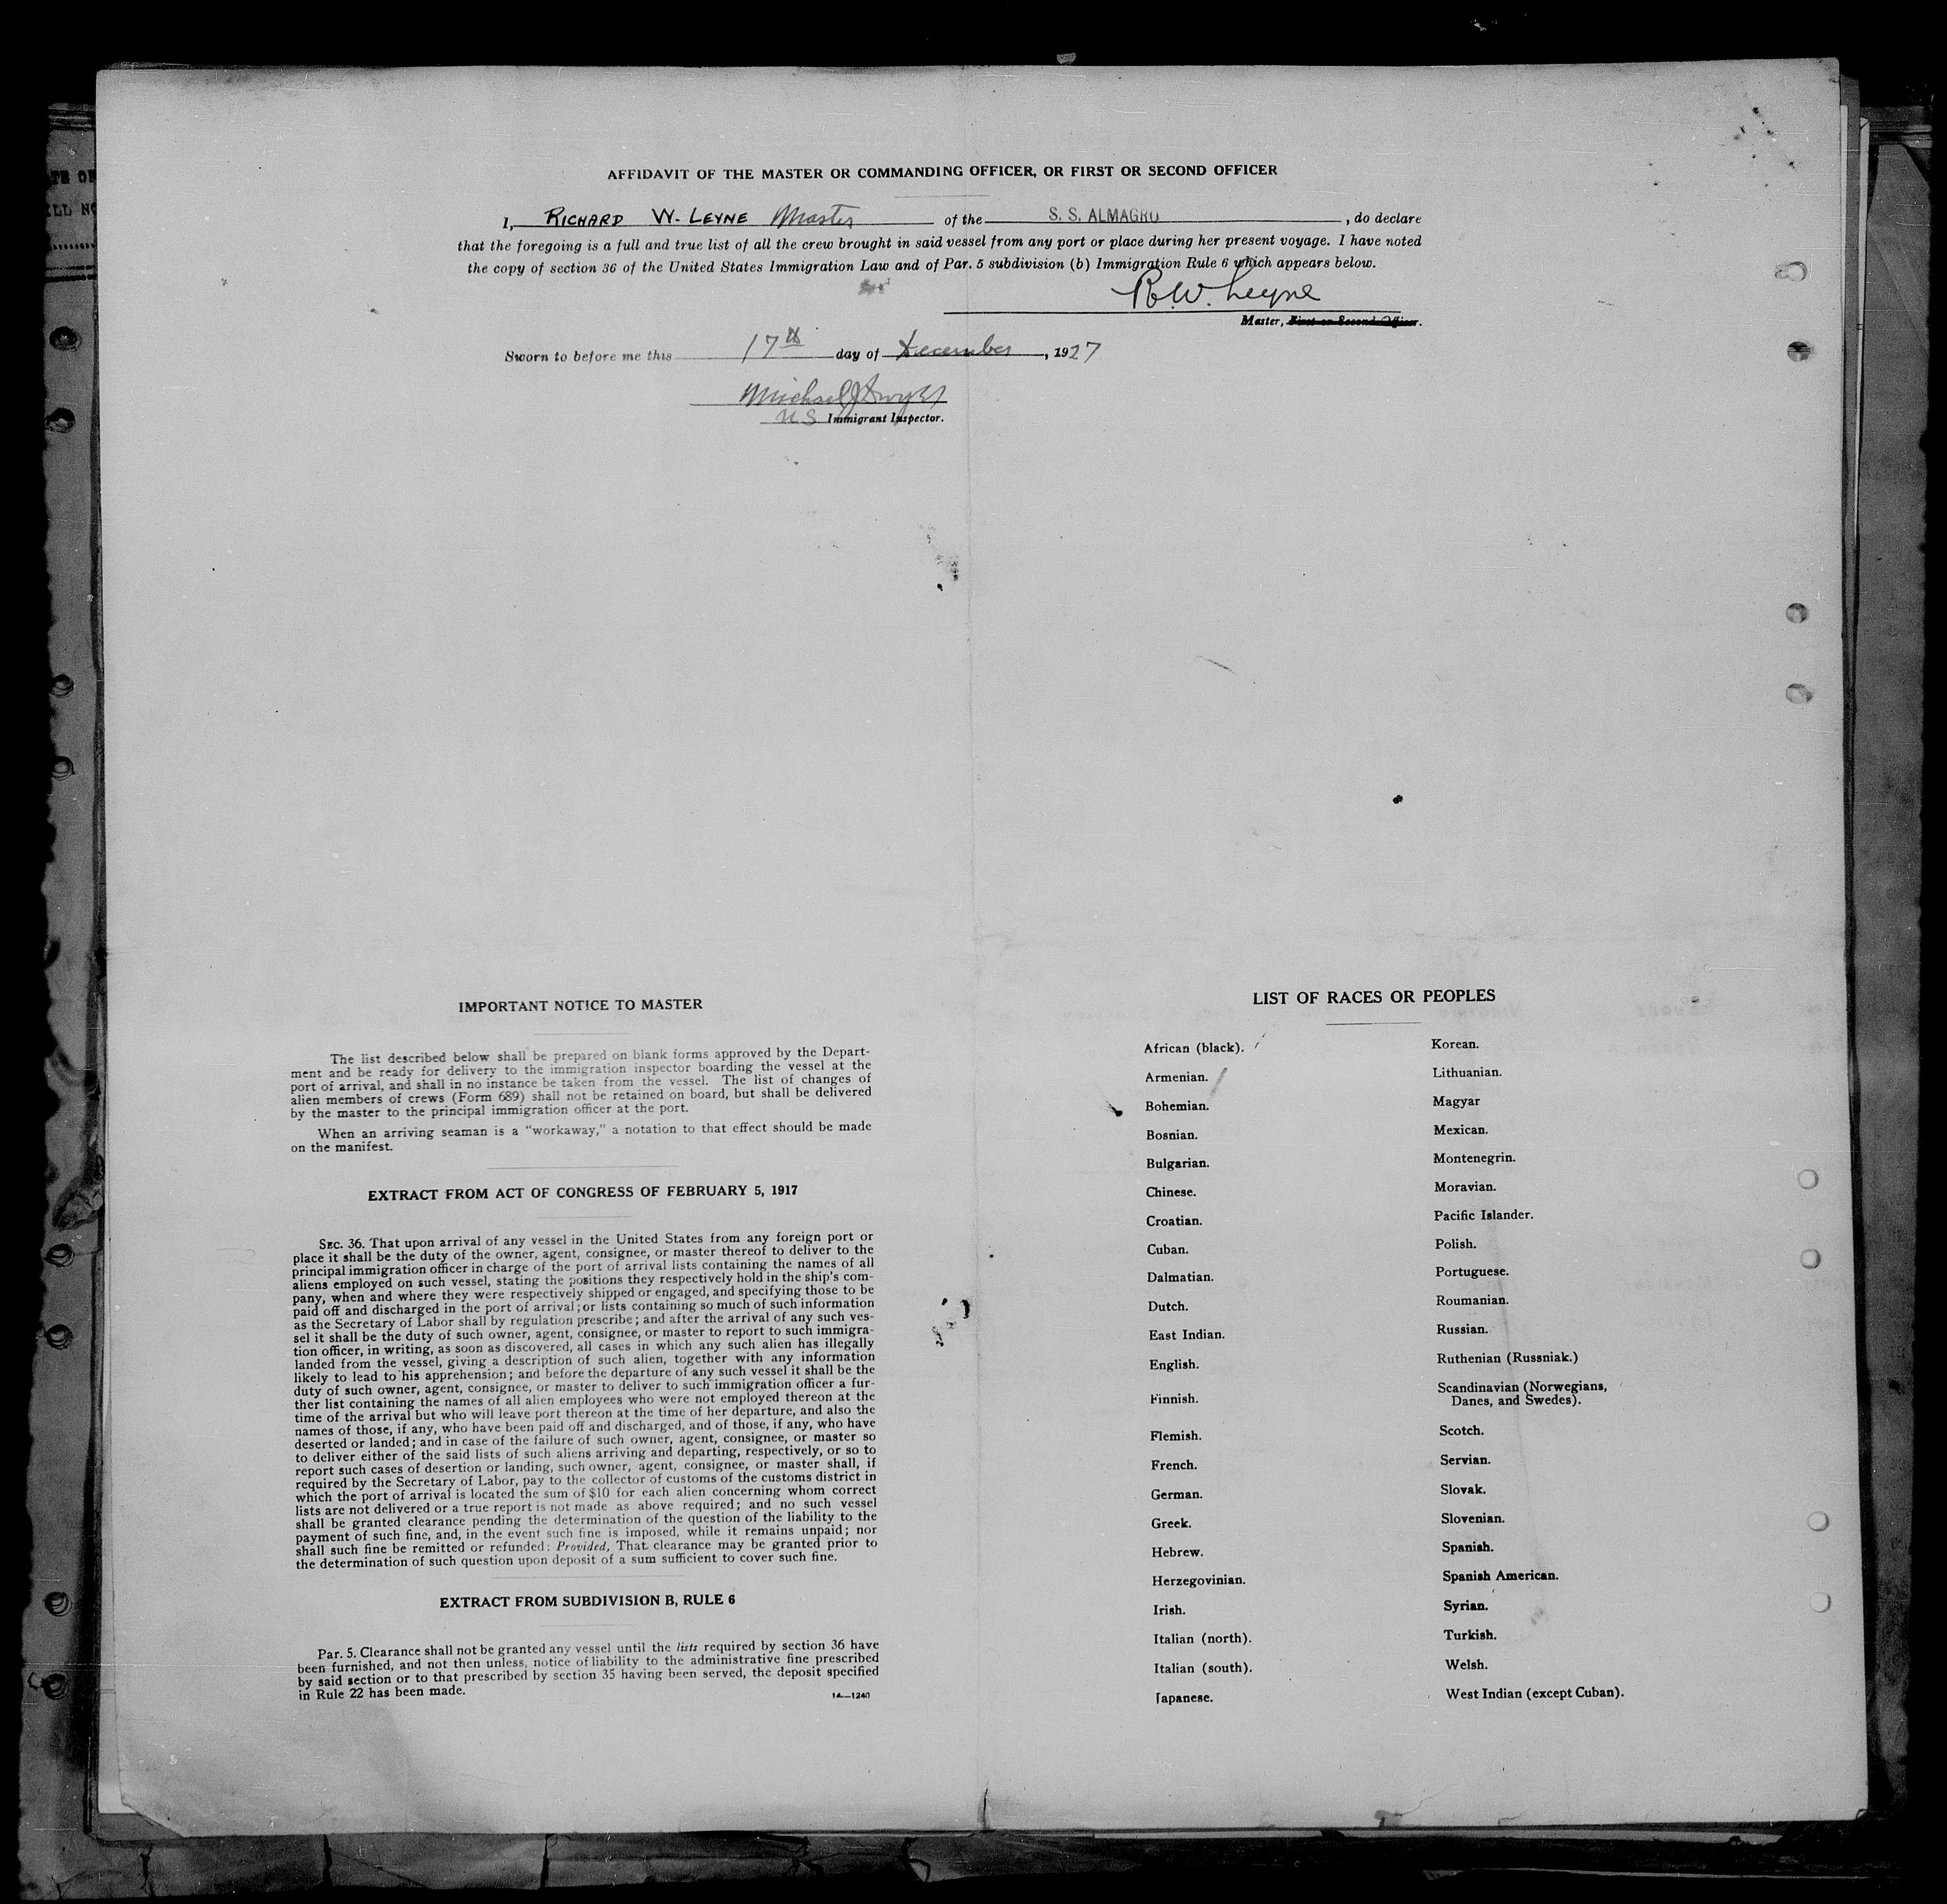 AFFIDAVIT OF THE MASTER OR COMMANDING OFFICER, OR FIRST OR SECOND OFFICER
I, RICHARD W. LEYNE Master of the S. S. ALMAGRO, do declare
that the foregoing is a full and true list of all the crew brought in said vessel from any port or place during her present voyage. I have noted
the copy of section 36 of the United States Immigration Law and of Par. 5 subdivision (b) Immigration Rule 6 which appears below.
R.W. Leyne
Master, First or Second Officer.
Sworn to before me this 17th day of December, 1927
Michael J Dwyer
US Immigrant Inspector.
IMPORTANT NOTICE TO MASTER
The list described below shall be prepared on blank forms approved by the Depart-
ment and be ready for delivery to the immigration inspector boarding the vessel at the
port of arrival, and shall in no instance be taken from the vessel. The list of changes of
alien members of crews (Form 689) shall not be retained on board, but shall be delivered
by the master to the principal immigration officer at the port.
When an arriving seaman is a "workaway," a notation to that effect should be made
on the manifest.
EXTRACT FROM ACT OF CONGRESS OF FEBRUARY 5, 1917
SEC. 36. That upon arrival of any vessel in the United States from any foreign port or
place it shall be the duty of the owner, agent, consignee, or master thereof to deliver to the
principal immigration officer in charge of the port of arrival lists containing the names of all
aliens employed on such vessel, stating the positions they respectively hold in the ship's com-
pany, when and where they were respectively shipped or engaged, and specifying those to be
paid off and discharged in the port of arrival; or lists containing so much of such information
as the Secretary of Labor shall by regulation prescribe; and after the arrival of any such ves-
sel it shall be the duty of such owner, agent, consignee, or master to report to such immigra-
tion officer, in writing, as soon as discovered, all cases in which any such alien has illegally
landed from the vessel, giving a description of such alien, together with any information
likely to lead to his apprehension; and before the departure of any such vessel it shall be the
duty of such owner, agent, consignee, or master to deliver to such immigration officer a fur-
ther list containing the names of all alien employees who were not employed thereon at the
time of the arrival but who will leave port thereon at the time of her departure, and also the
names of those, if any, who have been paid off and discharged, and of those, if any, who have
deserted or landed; and in case of the failure of such owner, agent, consignee, or master so
to deliver either of the said lists of such aliens arriving and departing, respectively, or so to
report such cases of desertion or landing, such owner, agent, consignee, or master shall, if
required by the Secretary of Labor, pay to the collector of customs of the customs district in
which the port of arrival is located the sum of $10 for each alien concerning whom correct
lists are not delivered or a true report is not made as above required; and no such vessel
shall be granted clearance pending the determination of the question of the liability to the
payment of such fine, and, in the event such fine is imposed, while it remains unpaid; nor
shall such fine be remitted or refunded: Provided, That clearance may be granted prior to
the determination of such question upon deposit of a sum sufficient to cover such fine.
EXTRACT FROM SUBDIVISION B, RULE 6
Par. 5. Clearance shall not be granted any vessel until the lists required by section 36 have
been furnished, and not then unless, notice of liability to the administrative fine prescribed
by said section or to that prescribed by section 35 having been served, the deposit specified
in Rule 22 has been made.
14—1240
LIST OF RACES OR PEOPLES
African (black).
Armenian.
Bohemian.
Bosnian.
Bulgarian.
Chinese.
Croatian.
Cuban.
Dalmatian.
Dutch.
East Indian.
English.
Finnish.
Flemish.
French.
German.
Greek.
Hebrew.
Herzegovinian.
Irish.
Italian (north).
Italian (south).
Japanese.
Korean.
Lithuanian.
Magyar
Mexican.
Montenegrin.
Moravian.
Pacific Islander.
Polish.
Portuguese.
Roumanian.
Russian.
Ruthenian (Russniak.)
Scandinavian (Norwegians,
Danes, and Swedes).
Scotch.
Servian.
Slovak.
Slovenian.
Spanish.
Spanish American.
Syrian.
Turkish.
Welsh.
West Indian (except Cuban).